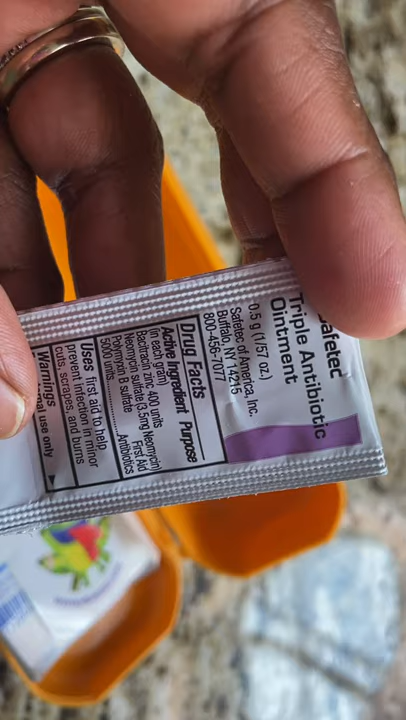 Safetec
Triple Antibiotic
Ointment
0.5 g (1/57 oz.)
Safetec of America, Inc.
Buffalo, NY 14215
800-456-7077
Drug Facts
Active Ingredient Purpose
(in each gram)
Bacitracin zinc 400 units
Neomycin sulfate (3.5mg Neomycin) First Aid
Polymyxin B sulfate Antibiotics
5000 units
Uses first aid to help
prevent infection in minor
cuts, scrapes, and burns
Warnings
use only